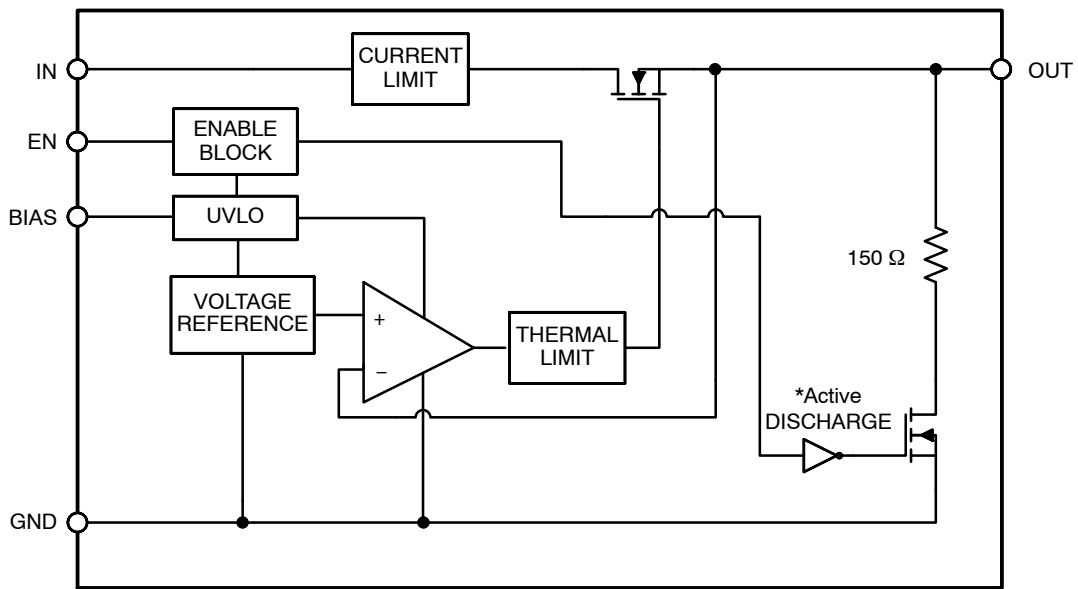 IN
CURRENT
LIMIT
OUT
EN
ENABLE
BLOCK
BIAS
UVLO
150 Ω
VOLTAGE
REFERENCE
+
−
THERMAL
LIMIT
*Active
DISCHARGE
GND